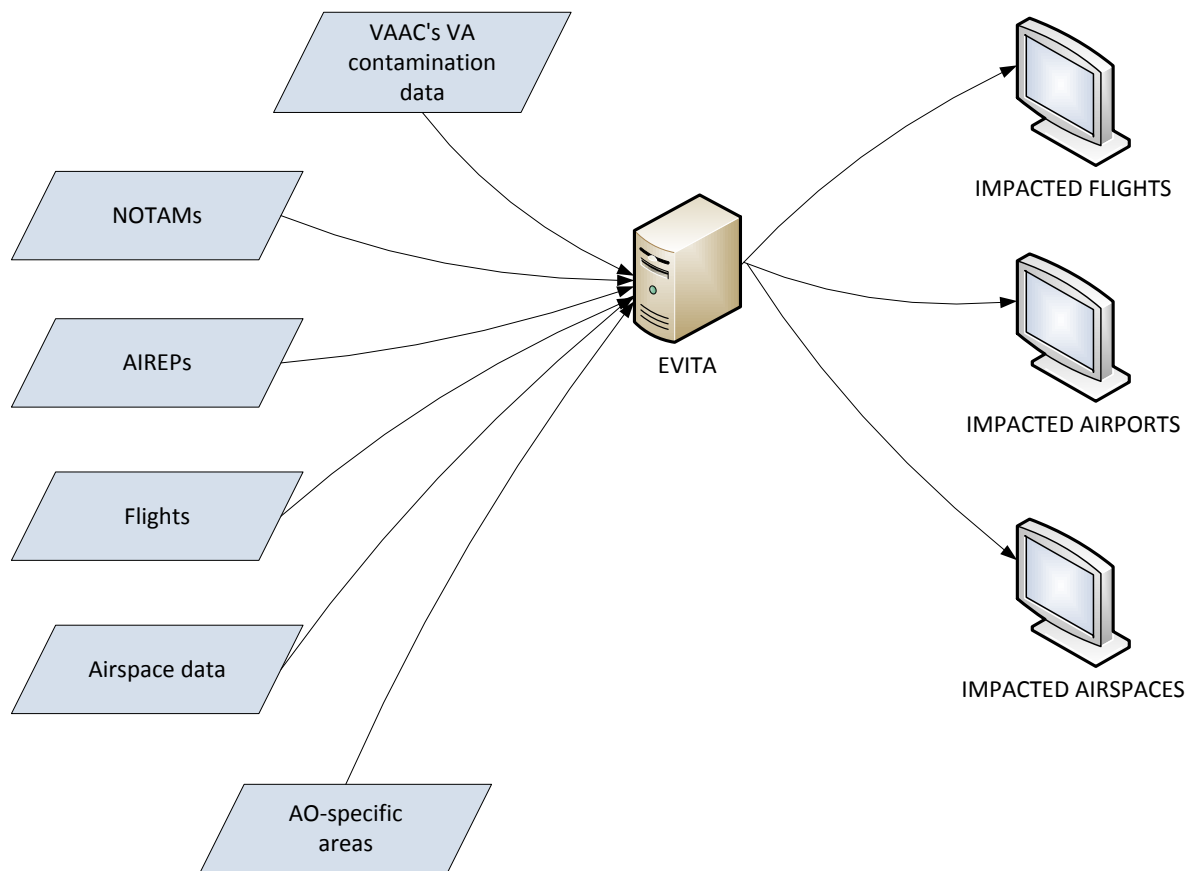 VAAC's VA
contamination
data
NOTAMs
AIREPs
Flights
Airspace data
AO-specific
areas
EVITA
IMPACTED FLIGHTS
IMPACTED AIRPORTS
IMPACTED AIRSPACES